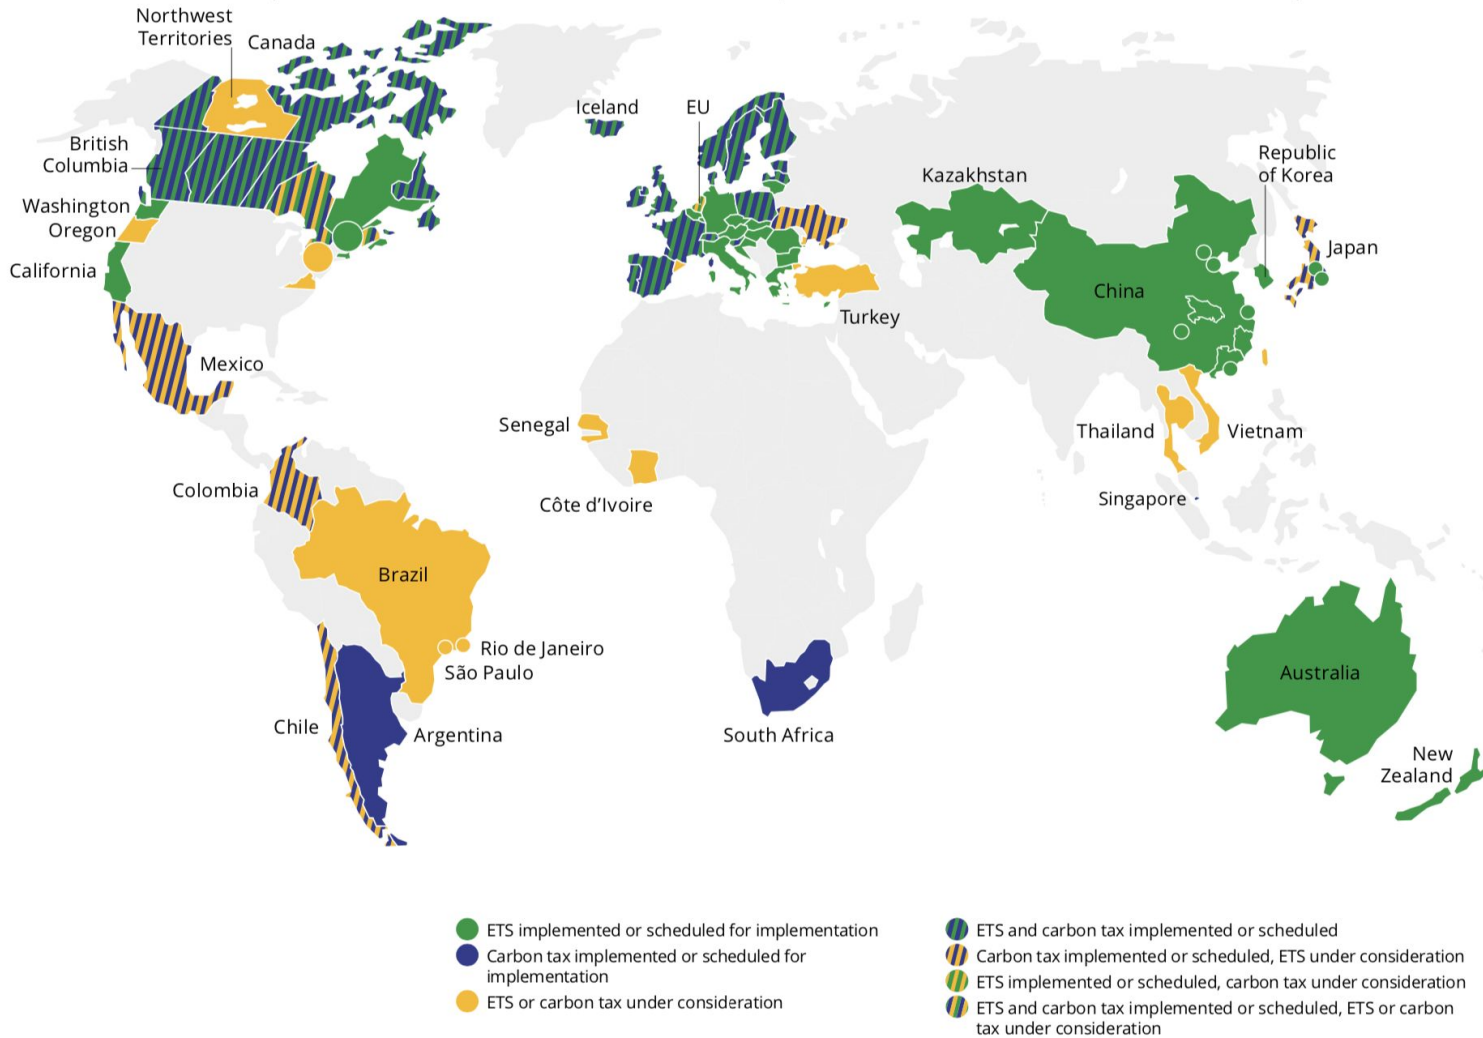 Northwest
Territories
Canada
Iceland
EU
British
Columbia
Republic
of Korea
Kazakhstan
Washington
Oregon
Japan
California
China
Turkey
Mexico
Senegal
Thailand
Vietnam
Colombia
Côte d’Ivoire
Singapore
Brazil
Rio de Janeiro
São Paulo
Australia
Chile
Argentina
South Africa
New
Zealand
ETS implemented or scheduled for implementation
Carbon tax implemented or scheduled for
implementation
ETS or carbon tax under consideration
ETS and carbon tax implemented or scheduled
Carbon tax implemented or scheduled, ETS under consideration
ETS implemented or scheduled, carbon tax under consideration
ETS and carbon tax implemented or scheduled, ETS or carbon
tax under consideration